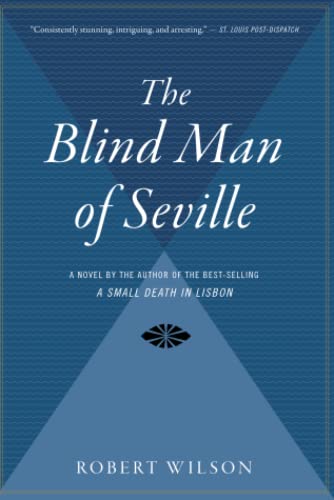 "Consistently stunning, intriguing, and arresting." — ST. LOUIS POST-DISPATCH
The
Blind Man
of Seville
A NOVEL BY THE AUTHOR OF THE BEST-SELLING
A SMALL DEATH IN LISBON
ROBERT WILSON